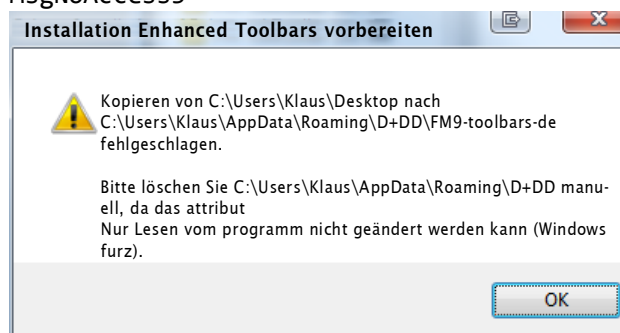 Installation Enhanced Toolbars vorbereiten
Kopieren von C:\Users\Klaus\Desktop nach
C:\Users\Klaus\AppData\Roaming\D+DD\FM9-toolbars-de
fehlgeschlagen.
Bitte löschen Sie C:\Users\Klaus\AppData\Roaming\D+DD manu-
ell, da das attribut
Nur Lesen vom programm nicht geändert werden kann (Windows
furz).
OK